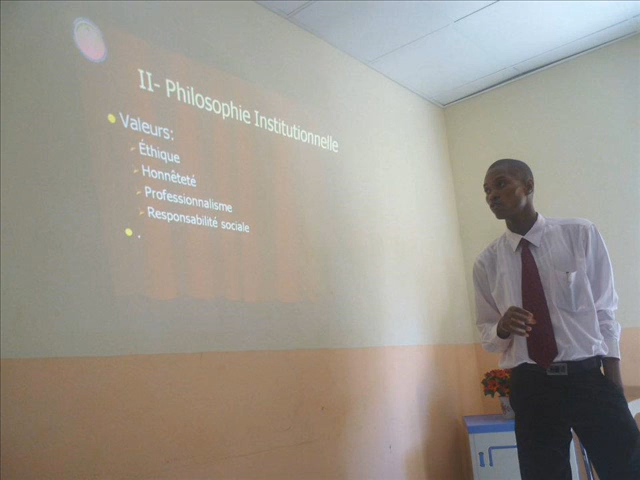 II- Philosophie Institutionnelle
Valeurs:
Éthique
Honnêteté
Professionnalisme
Responsabilité sociale
.